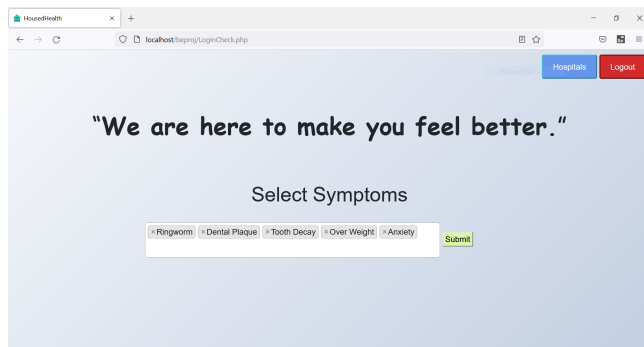 HousedHealth
localhost/beproj/LoginCheck.php
Hospitals
Logout
“We are here to make you feel better.”
Select Symptoms
×Ringworm ×Dental Plaque ×Tooth Decay ×Over Weight ×Anxiety
Submit